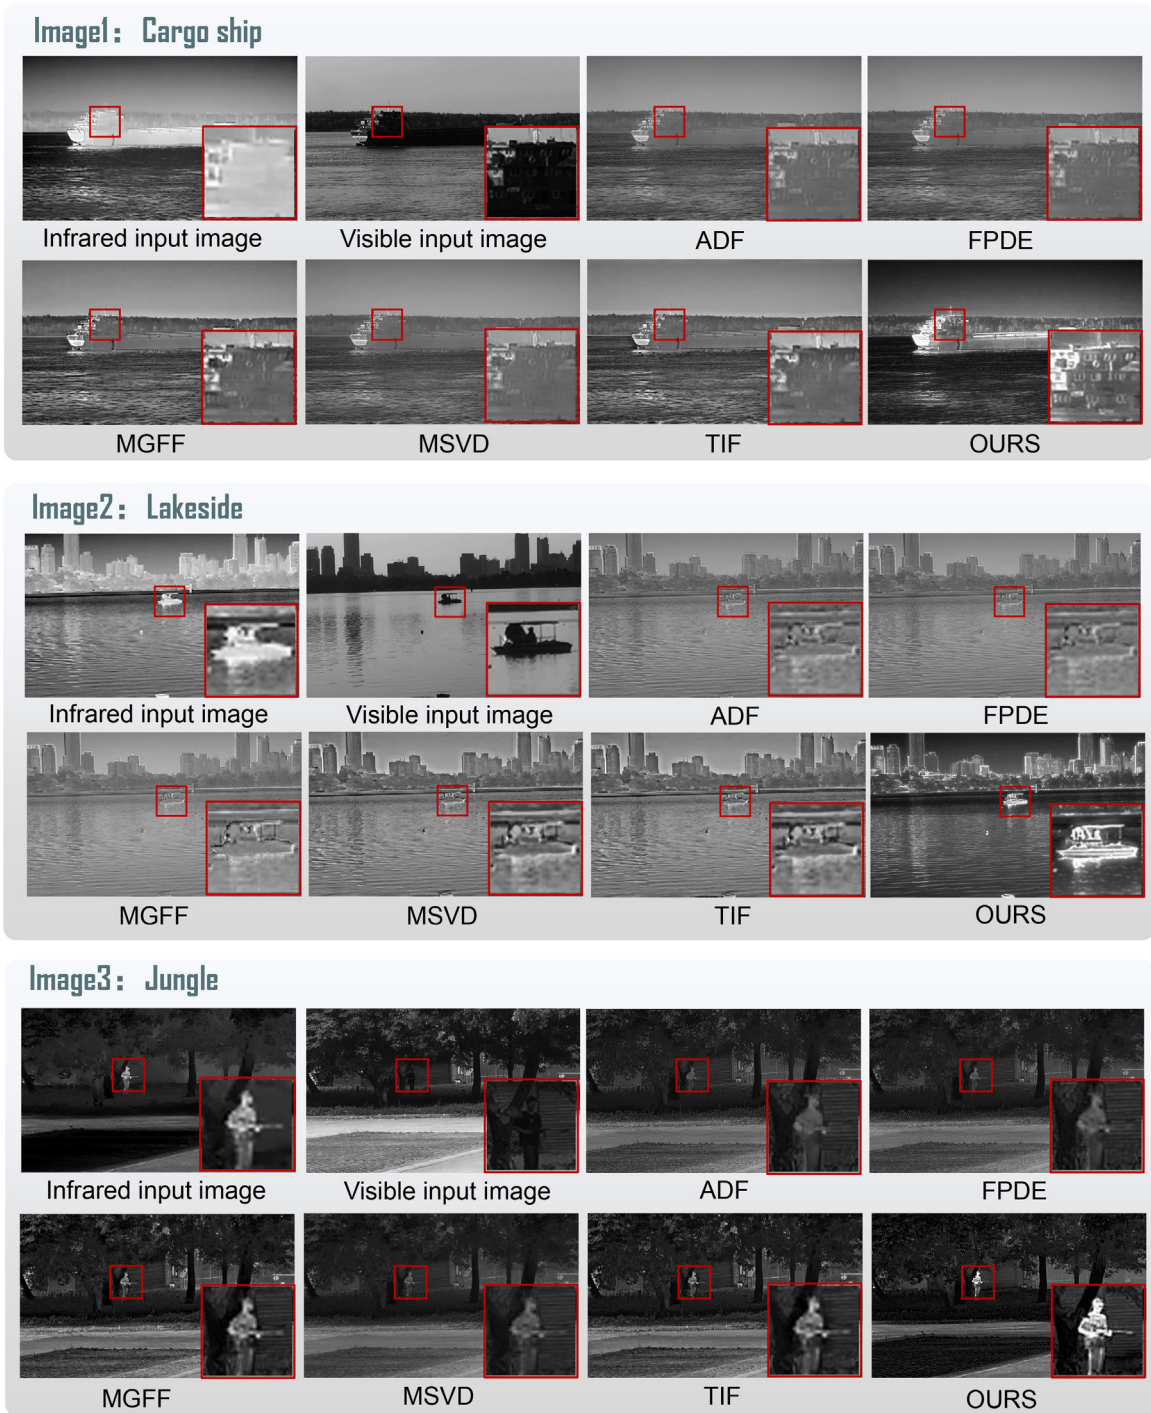 Image1： Cargo ship
Infrared input image
Visible input image
ADF
FPDE
MGFF
MSVD
TIF
OURS
Image2： Lakeside
Infrared input image
Visible input image
ADF
FPDE
MGFF
MSVD
TIF
OURS
Image3： Jungle
Infrared input image
Visible input image
ADF
FPDE
MGFF
MSVD
TIF
OURS